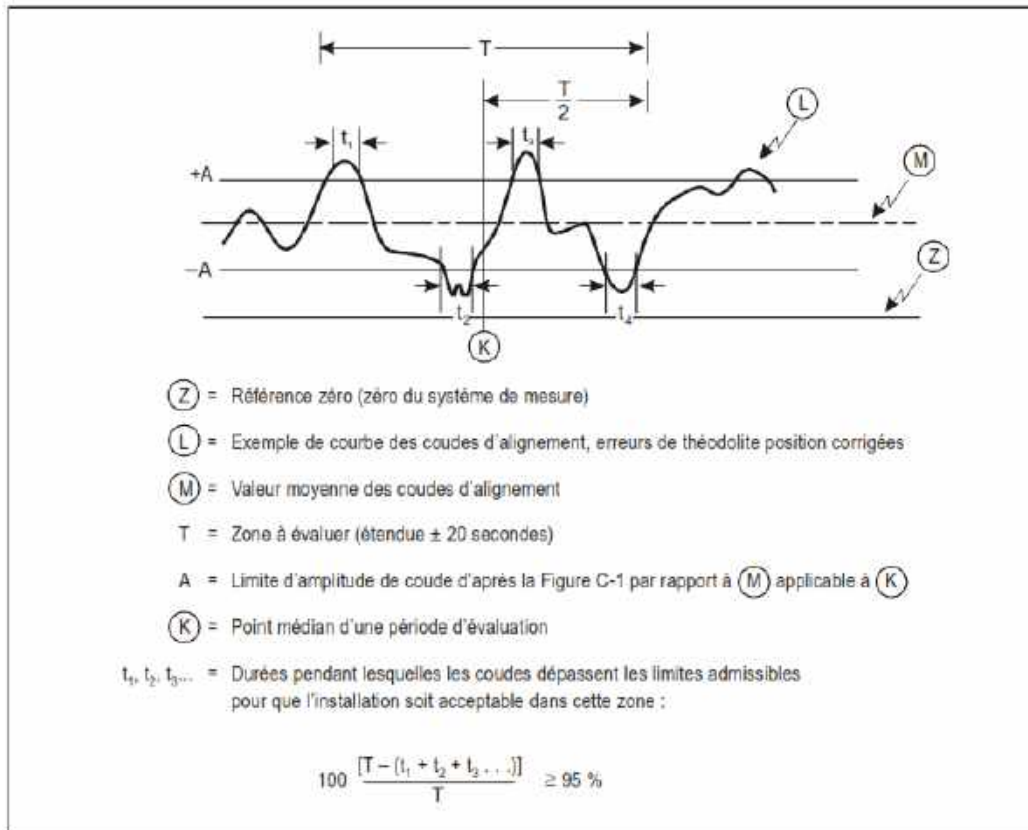 T
T
2
L
t₁
t₃
M
+A
Z
–A
t₂
t₄
K
Z = Référence zéro (zéro du système de mesure)
L = Exemple de courbe des coudes d'alignement, erreurs de théodolite position corrigées
M = Valeur moyenne des coudes d'alignement
T = Zone à évaluer (étendue ± 20 secondes)
A = Limite d'amplitude de coude d'après la Figure C-1 par rapport à M applicable à K
K = Point médian d'une période d'évaluation
t₁, t₂, t₃... = Durées pendant lesquelles les coudes dépassent les limites admissibles
pour que l'installation soit acceptable dans cette zone :
100 [T – (t₁ + t₂ + t₃ . . .)] ≥ 95 %
T